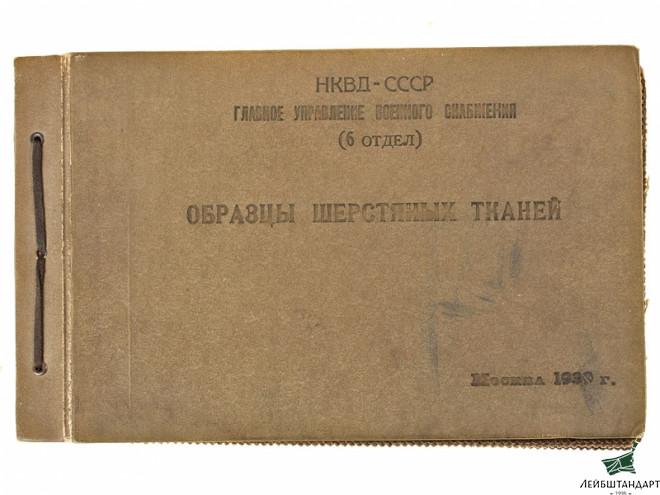 НКВД-СССР
ГЛАВНОЕ УПРАВЛЕНИЕ ВОЕННОГО СНАБЖЕНИЯ
(6 ОТДЕЛ)
ОБРАЗЦЫ ШЕРСТЯНЫХ ТКАНЕЙ
Москва г.
ЛЕЙБШТАНДАРТ